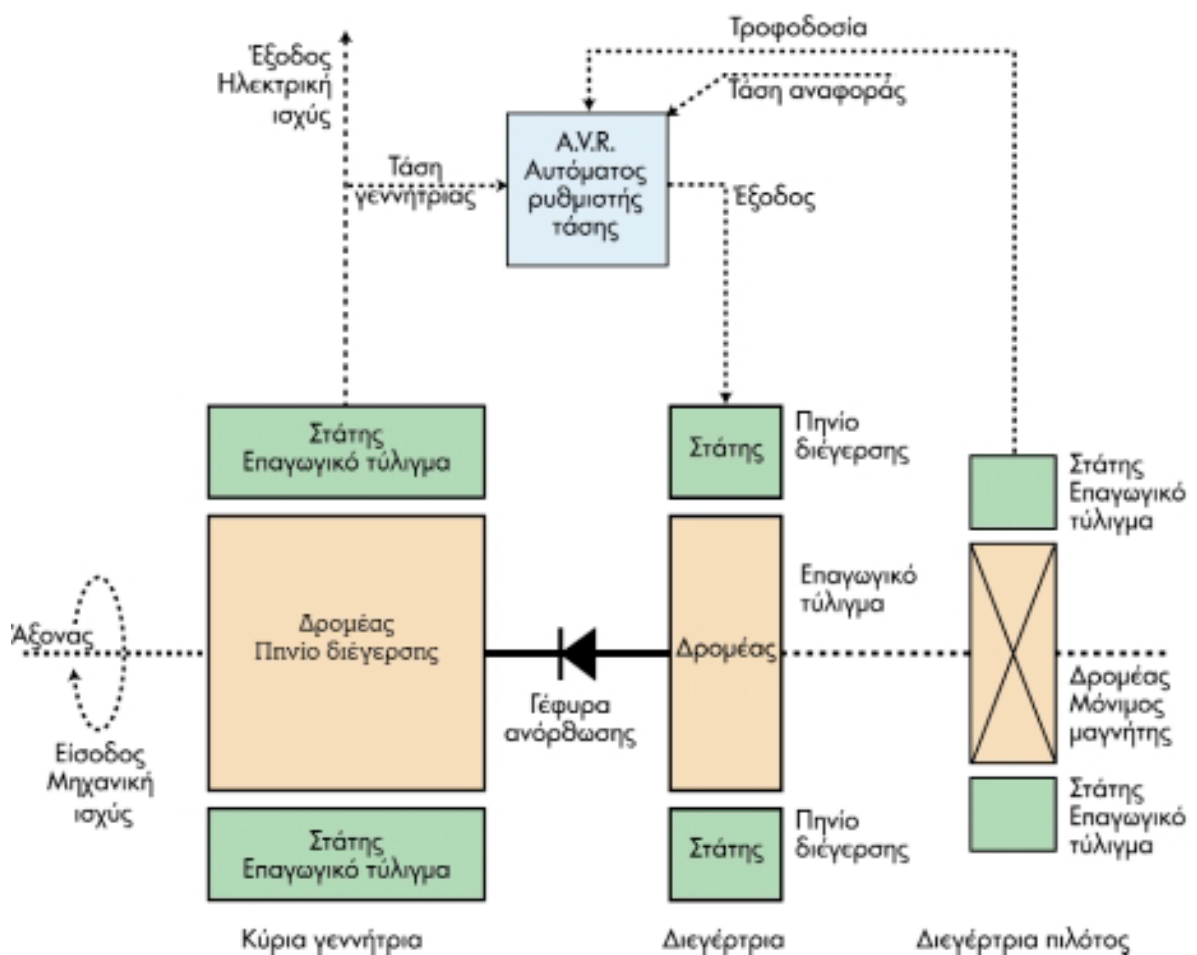 Τροφοδοσία
Έξοδος
Ηλεκτρική
ισχύς
Τάση αναφοράς
A.V.R.
Αυτόματος
ρυθμιστής
τάσης
Τάση
γεννήτριας
Έξοδος
Στάτης
Επαγωγικό τύλιγμα
Στάτης
Πηνίο
διέγερσης
Στάτης
Επαγωγικό
τύλιγμα
Άξονας
Δρομέας
Πηνίο διέγερσης
Γέφυρα
ανόρθωσης
Δρομέας
Επαγωγικό
τύλιγμα
Δρομέας
Μόνιμος
μαγνήτης
Είσοδος
Μηχανική
ισχύς
Στάτης
Επαγωγικό τύλιγμα
Στάτης
Πηνίο
διέγερσης
Στάτης
Επαγωγικό
τύλιγμα
Κύρια γεννήτρια
Διεγέρτρια
Διεγέρτρια πιλότος